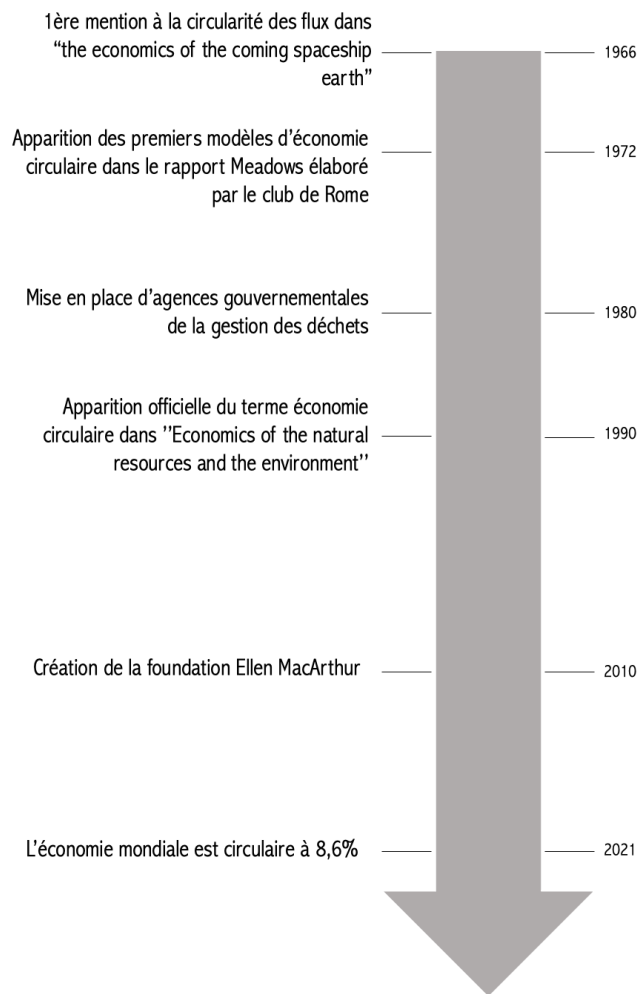 1ère mention à la circularité des flux dans
“the economics of the coming spaceship
earth”
1966
Apparition des premiers modèles d’économie
circulaire dans le rapport Meadows élaboré
par le club de Rome
1972
Mise en place d’agences gouvernementales
de la gestion des déchets
1980
Apparition officielle du terme économie
circulaire dans ’’Economics of the natural
resources and the environment’’
1990
Création de la foundation Ellen MacArthur
2010
L’économie mondiale est circulaire à 8,6%
2021